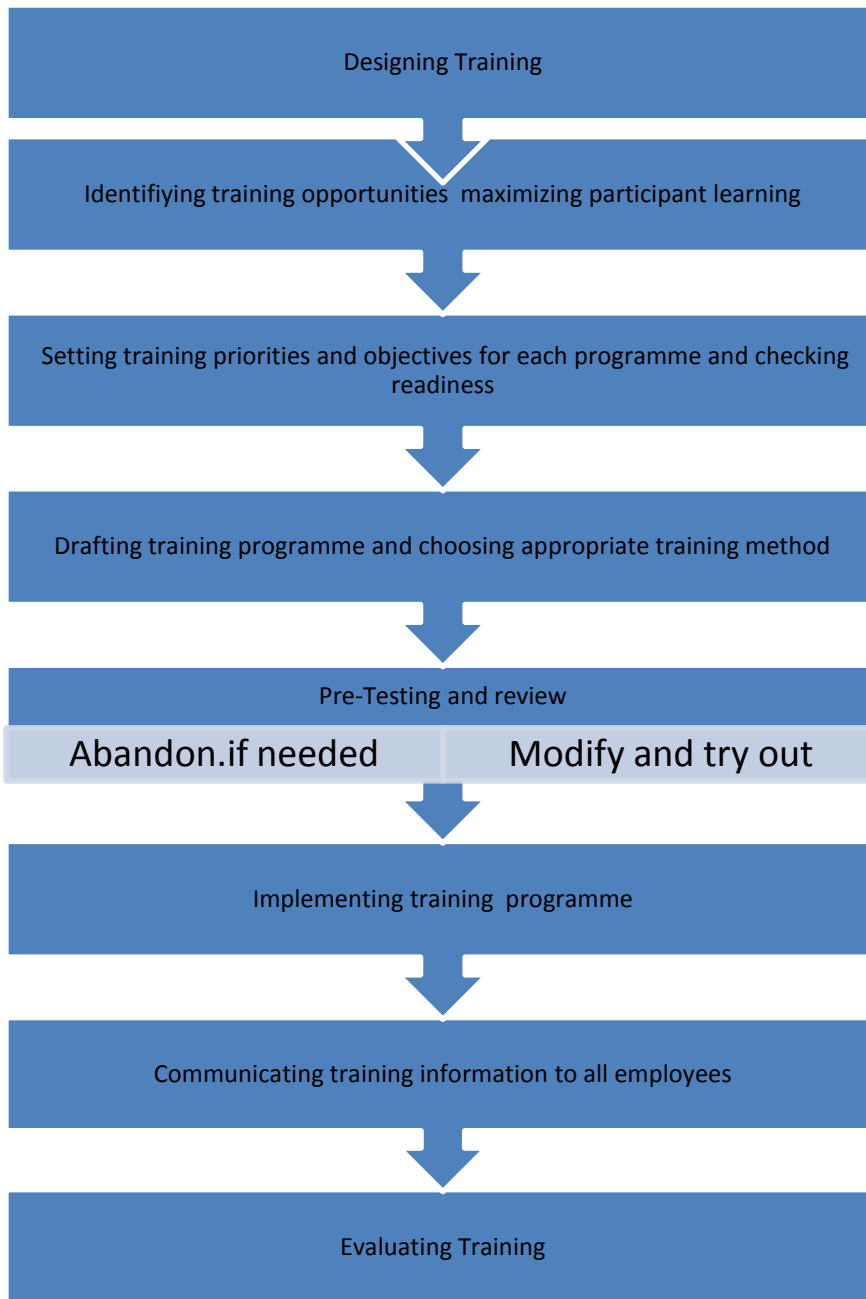 Designing Training
Identifiying training opportunities maximizing participant learning
Setting training priorities and objectives for each programme and checking
readiness
Drafting training programme and choosing appropriate training method
Pre-Testing and review
Abandon.if needed
Modify and try out
Implementing training programme
Communicating training information to all employees
Evaluating Training